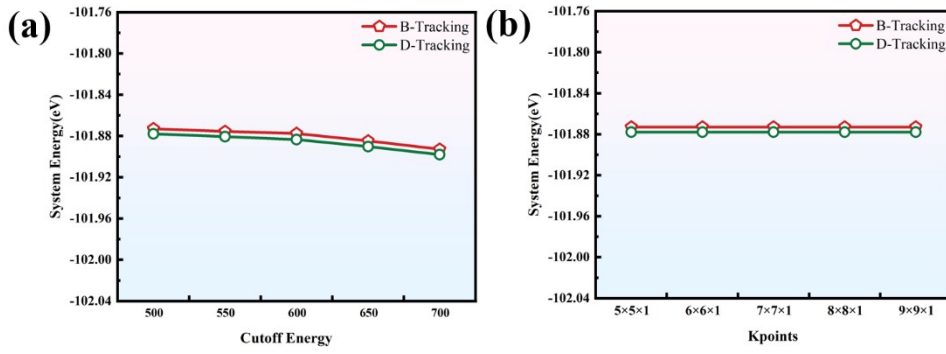 (a)
B-Tracking
D-Tracking
System Energy(eV)
-101.76
-101.80
-101.84
-101.88
-101.92
-101.96
-102.00
-102.04
500 550 600 650 700
Cutoff Energy
(b)
B-Tracking
D-Tracking
System Energy(eV)
-101.76
-101.80
-101.84
-101.88
-101.92
-101.96
-102.00
-102.04
5×5×1 6×6×1 7×7×1 8×8×1 9×9×1
Kpoints